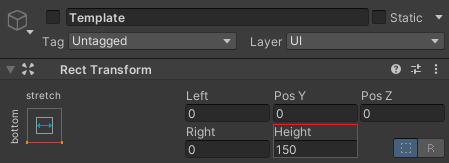 Template
Static
Tag Untagged Layer UI
Rect Transform
stretch
bottom
Left Pos Y Pos Z
0 0 0
Right Height
0 150
R